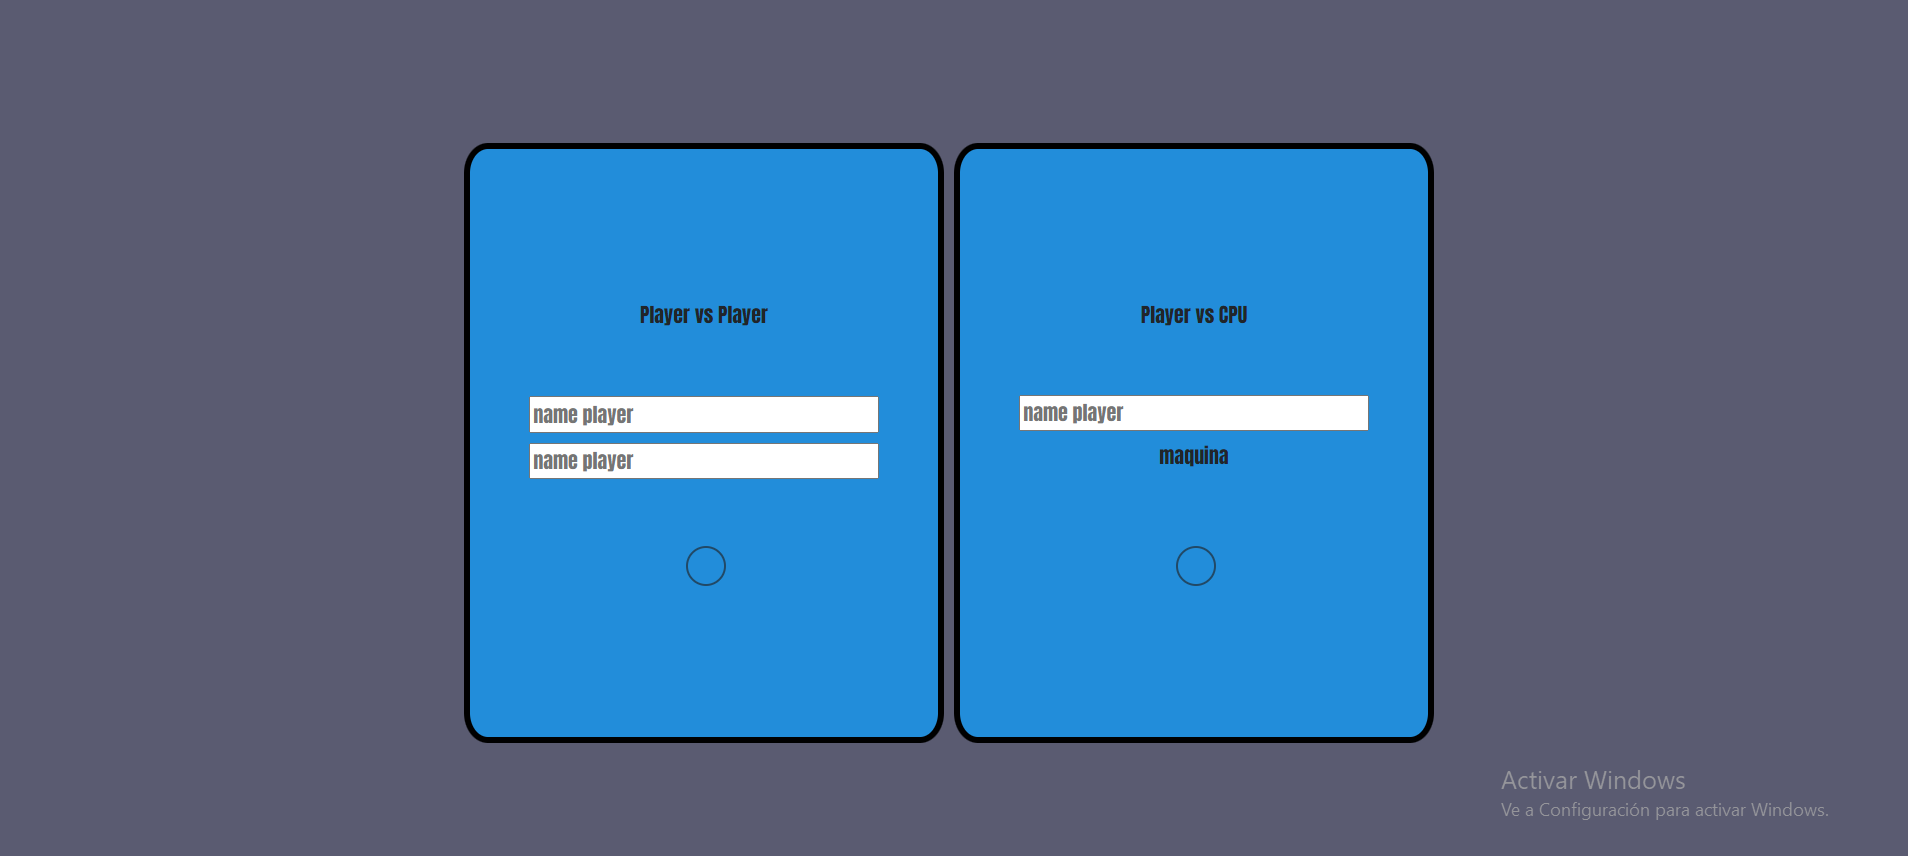 Player vs Player
name player
name player
Player vs CPU
name player
maquina
Activar Windows
Ve a Configuración para activar Windows.